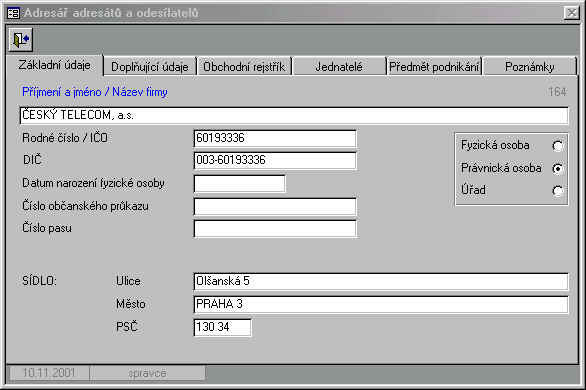 Adresář adresátů a odesílatelů
Základní údaje Doplňující údaje Obchodní rejstřík Jednatelé Předmět podnikání Poznámky
Příjmení a jméno / Název firmy 164
ČESKÝ TELECOM, a.s.
Rodné číslo / IČO 60193336
DIČ 003-60193336
Datum narození fyzické osoby
Číslo občanského průkazu
Číslo pasu
Fyzická osoba
Právnická osoba
Úřad
SÍDLO: Ulice Olšanská 5
Město PRAHA 3
PSČ 130 34
10.11.2001 spravce